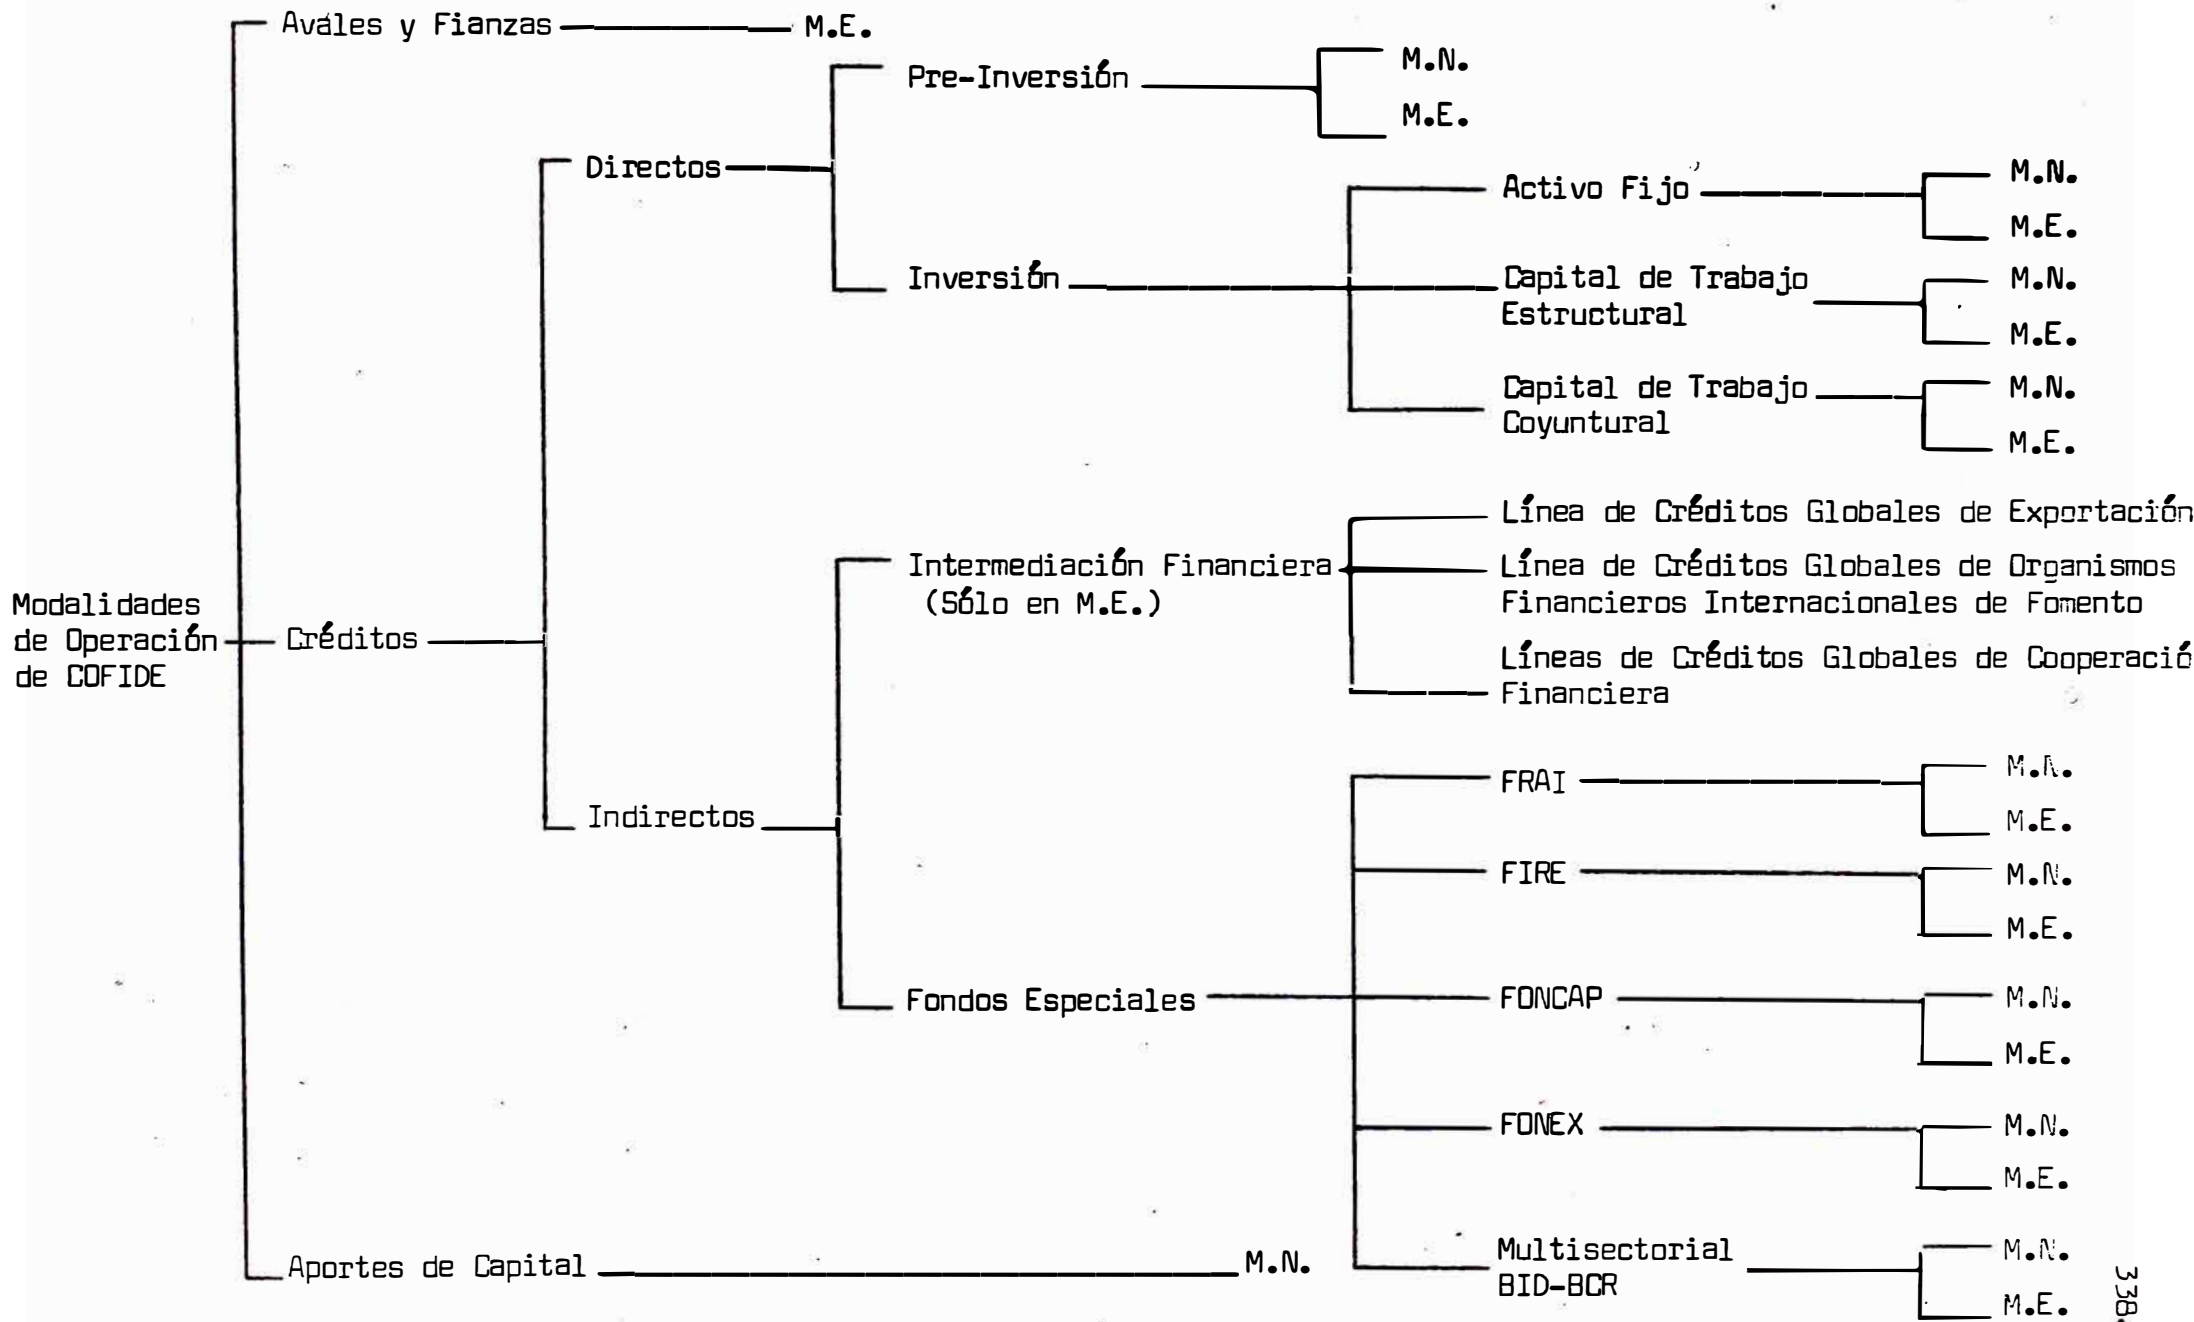 Avales y Fianzas
M.E.
Pre-Inversión
M.N.
M.E.
Directos
Activo Fijo
M.N.
M.E.
Inversión
Capital de Trabajo
Estructural
M.N.
M.E.
Capital de Trabajo
Coyuntural
M.N.
M.E.
Modalidades
de Operación
de COFIDE
Créditos
Intermediación Financiera
(Sólo en M.E.)
Línea de Créditos Globales de Exportación
Línea de Créditos Globales de Organismos
Financieros Internacionales de Fomento
Líneas de Créditos Globales de Cooperació
Financiera
Indirectos
FRAI
M.N.
M.E.
FIRE
M.N.
M.E.
Fondos Especiales
FONCAP
M.N.
M.E.
FONEX
M.N.
M.E.
Multisectorial
BID-BCR
M.N.
M.E.
Aportes de Capital
M.N.
338.